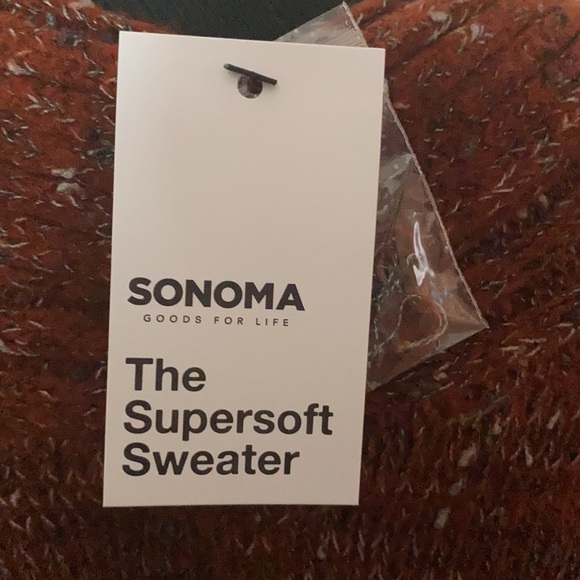 SONOMA
GOODS FOR LIFE
The
Supersoft
Sweater